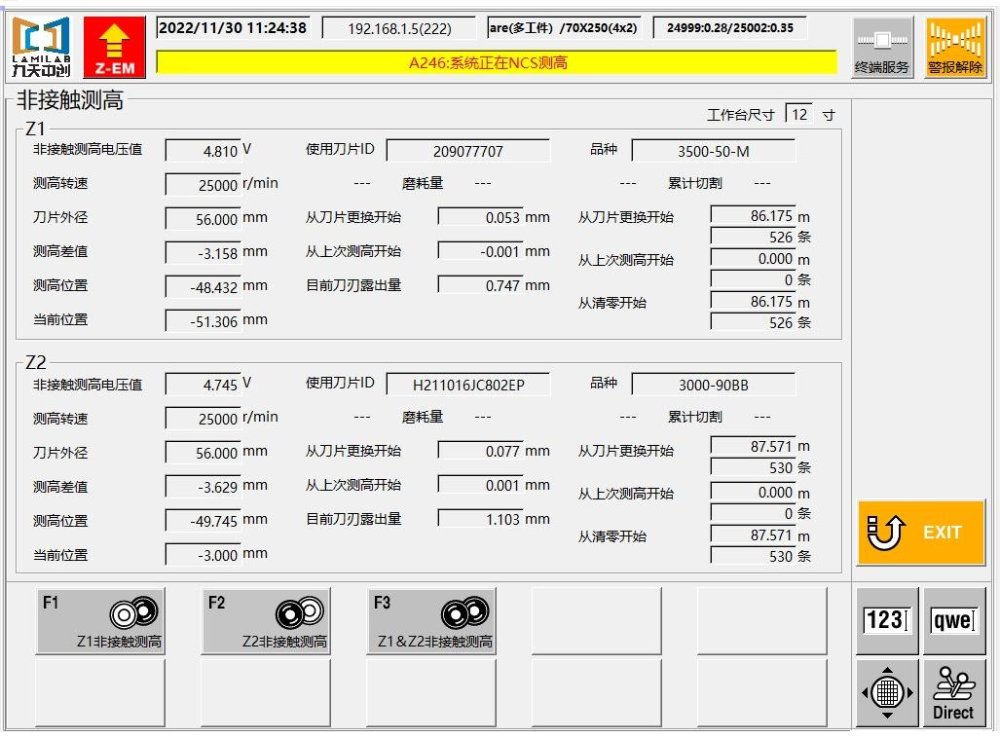 LAMILAB
九天中创
Z-EM
2022/11/30 11:24:38
192.168.1.5(222)
are(多工件) /70X250(4x2)
24999:0.28/25002:0.35
A246:系统正在NCS测高
终端服务
警报解除
非接触测高
工作台尺寸 12 寸
Z1
非接触测高电压值 4.810 V 使用刀片ID 209077707 品种 3500-50-M
测高转速 25000 r/min --- 磨耗量 --- --- 累计切割 ---
刀片外径 56.000 mm 从刀片更换开始 0.053 mm 从刀片更换开始 86.175 m
526 条
测高差值 -3.158 mm 从上次测高开始 -0.001 mm 从上次测高开始 0.000 m
0 条
测高位置 -48.432 mm 目前刀刃露出量 0.747 mm 从清零开始 86.175 m
526 条
当前位置 -51.306 mm
Z2
非接触测高电压值 4.745 V 使用刀片ID H211016JC802EP 品种 3000-90BB
测高转速 25000 r/min --- 磨耗量 --- --- 累计切割 ---
刀片外径 56.000 mm 从刀片更换开始 0.077 mm 从刀片更换开始 87.571 m
530 条
测高差值 -3.629 mm 从上次测高开始 0.001 mm 从上次测高开始 0.000 m
0 条
测高位置 -49.745 mm 目前刀刃露出量 1.103 mm 从清零开始 87.571 m
530 条
当前位置 -3.000 mm
EXIT
F1 Z1非接触测高
F2 Z2非接触测高
F3 Z1&Z2非接触测高
123
qwe
Direct